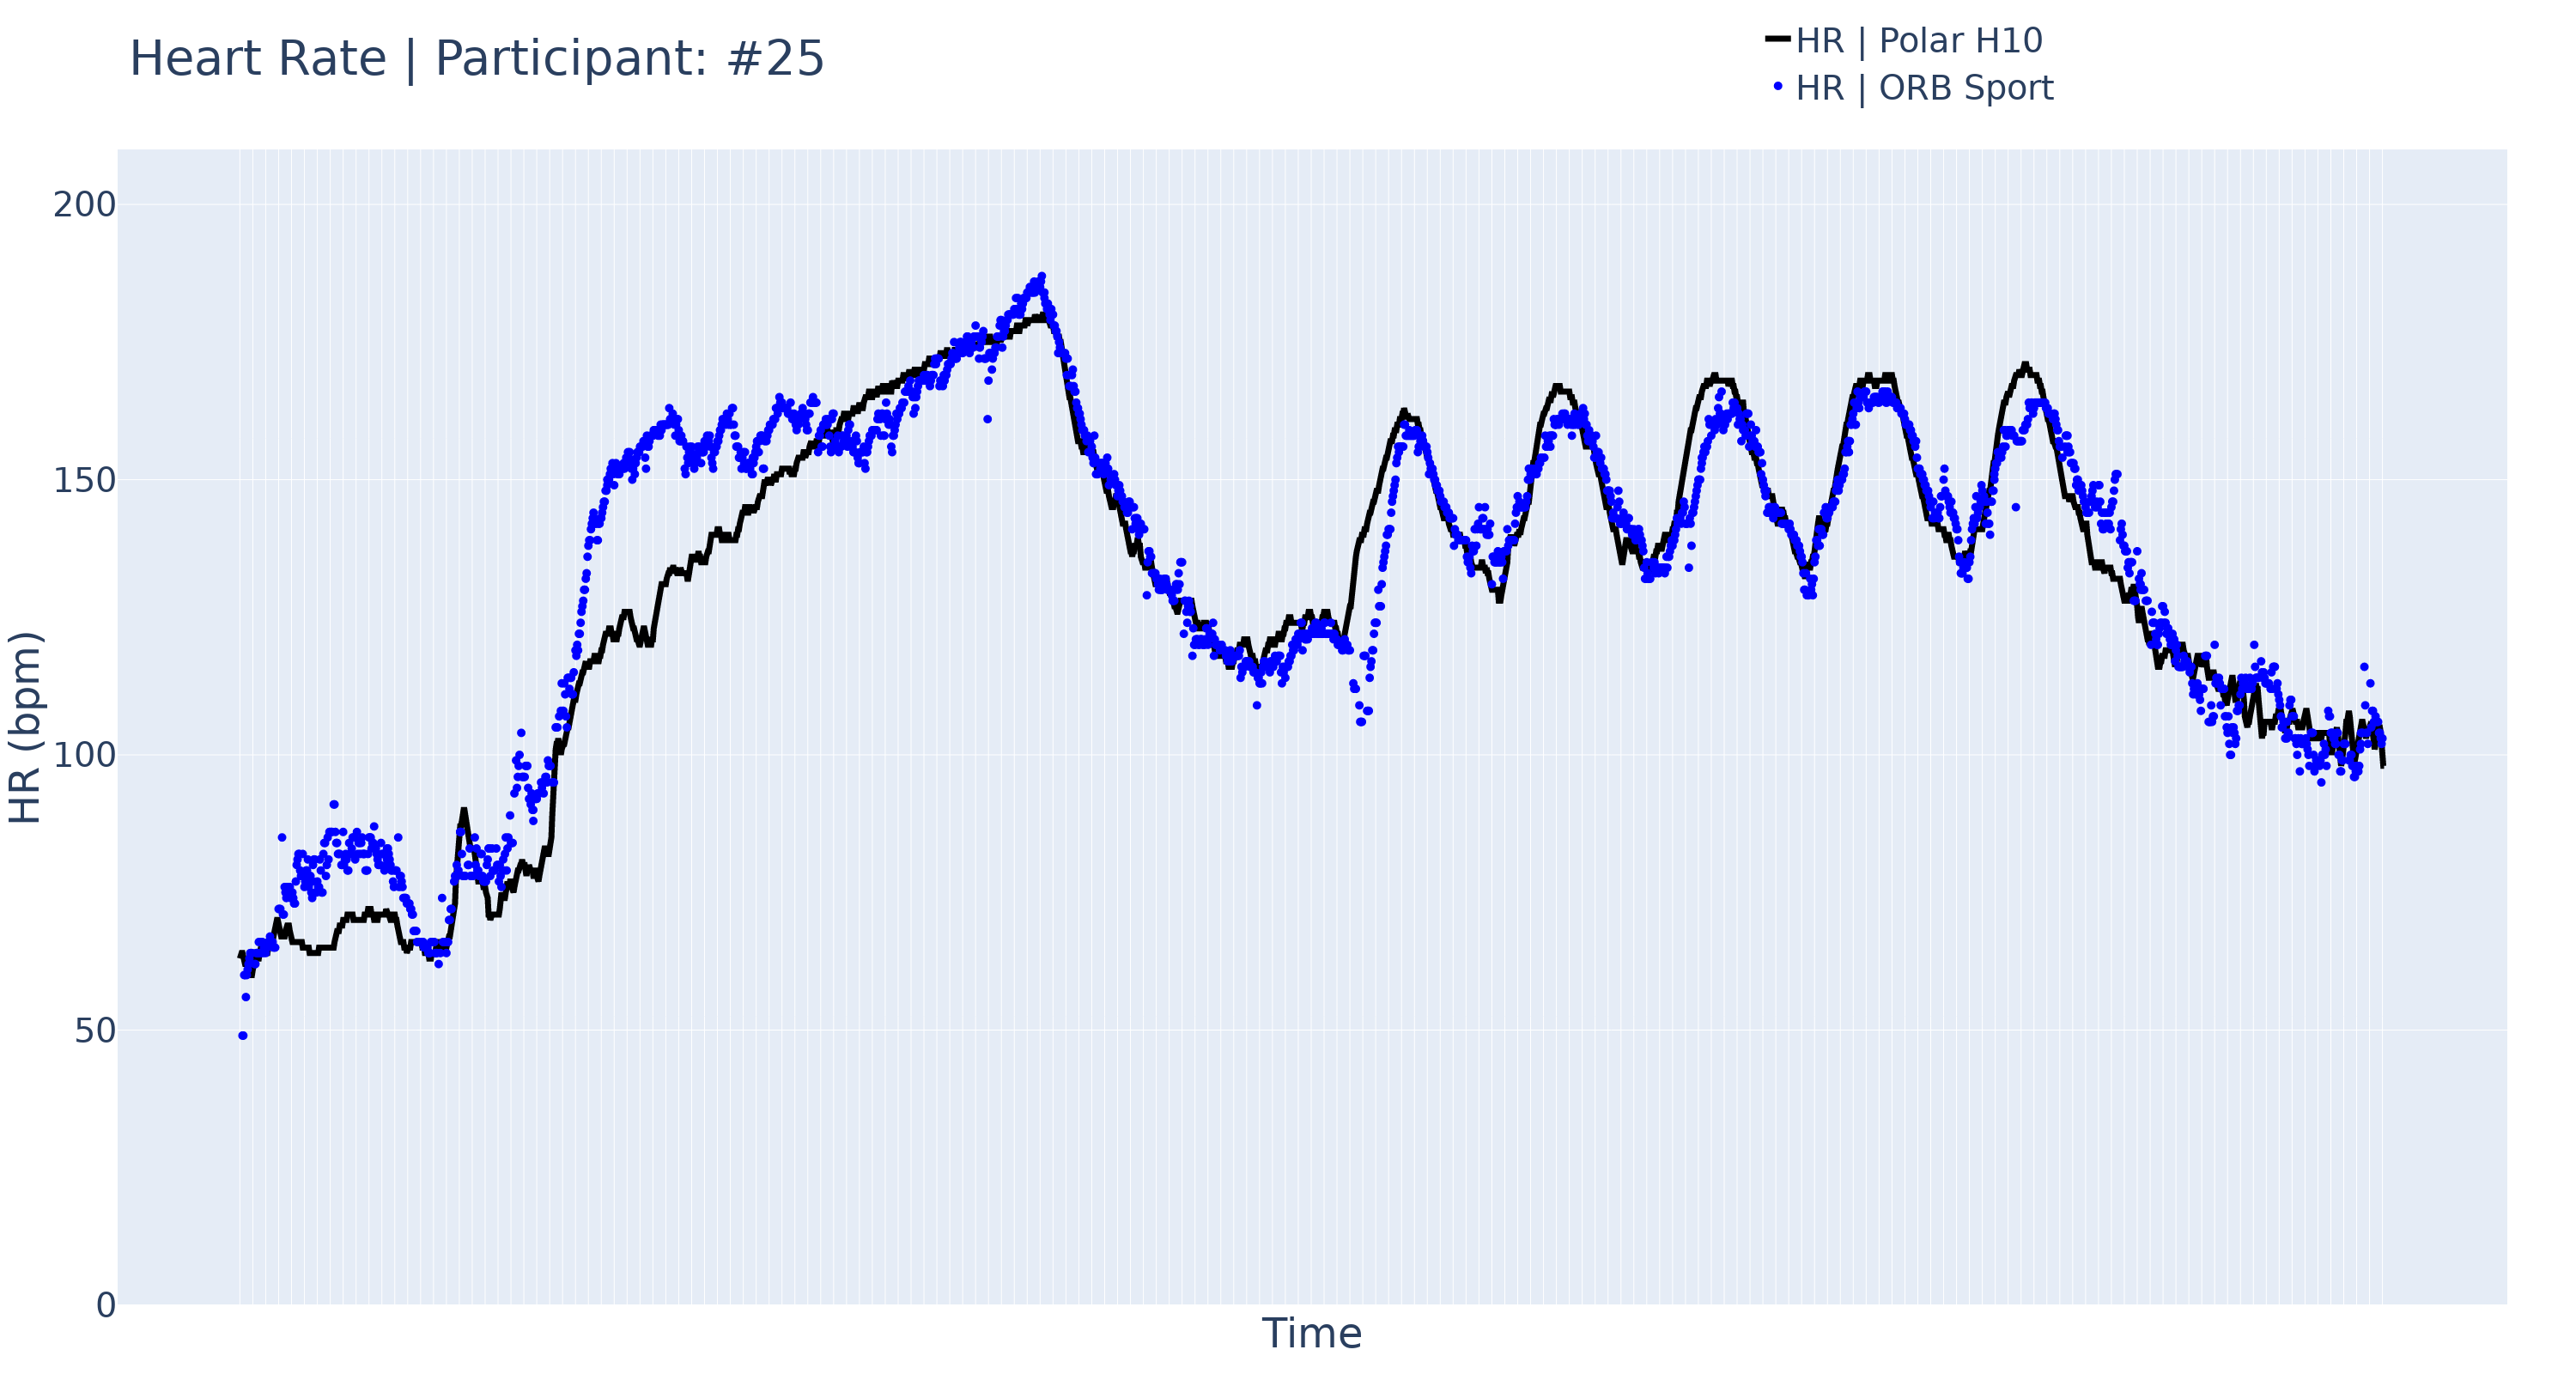 Heart Rate | Participant: #25
HR | Polar H10
HR | ORB Sport
200
150
100
50
0
HR (bpm)
Time